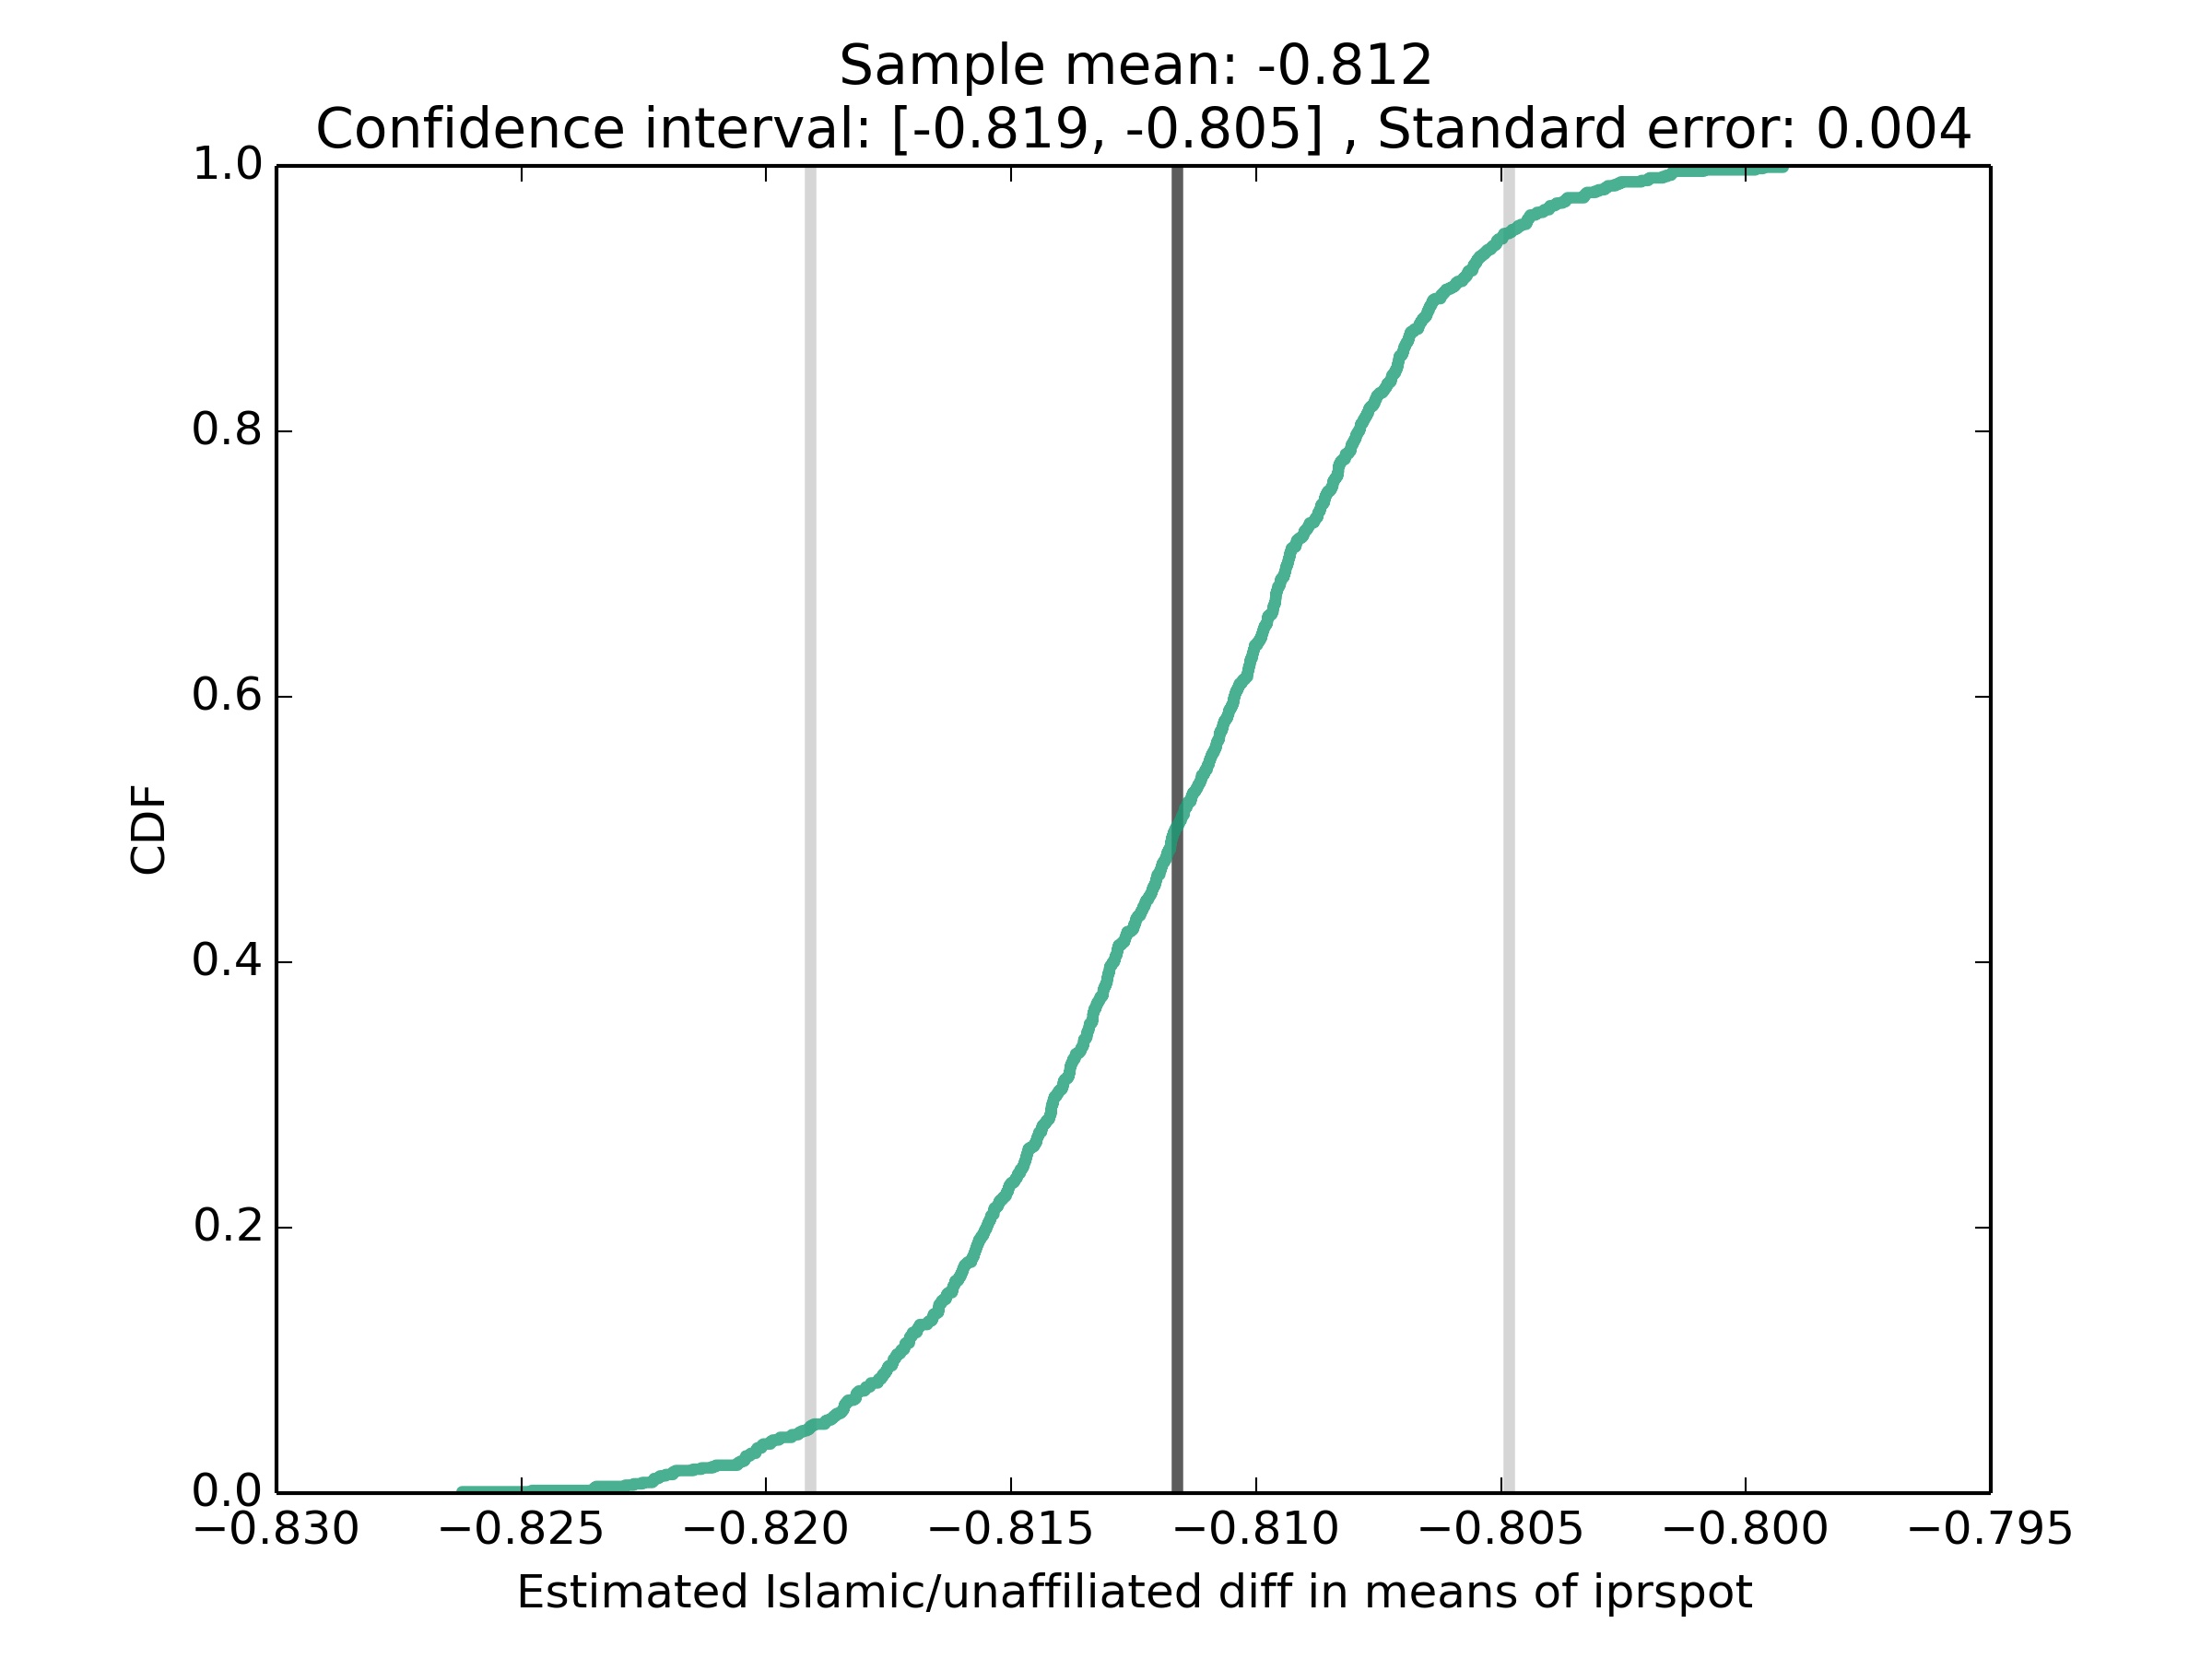 Sample mean: -0.812
Confidence interval: [-0.819, -0.805] , Standard error: 0.004
1.0
0.8
0.6
0.4
0.2
0.0
CDF
−0.830 −0.825 −0.820 −0.815 −0.810 −0.805 −0.800 −0.795
Estimated Islamic/unaffiliated diff in means of iprspot